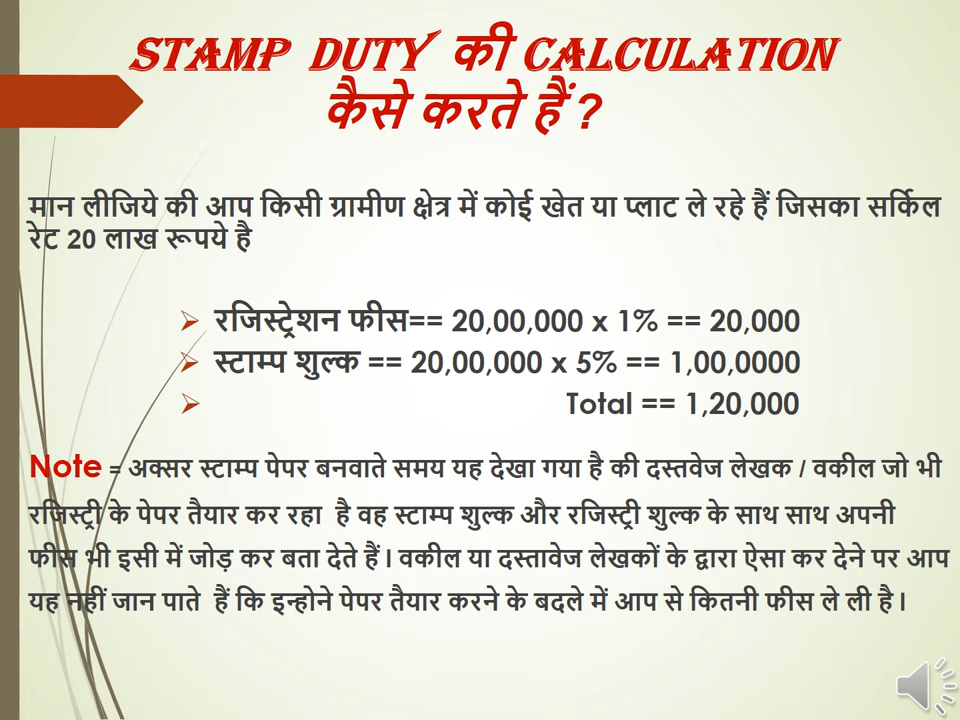 STAMP DUTY की CALCULATION
कैसे करते हैं ?
मान लीजिये की आप किसी ग्रामीण क्षेत्र में कोई खेत या प्लाट ले रहे हैं जिसका सर्किल
रेट 20 लाख रूपये है
➢ रजिस्ट्रेशन फीस== 20,00,000 x 1% == 20,000
➢ स्टाम्प शुल्क == 20,00,000 x 5% == 1,00,0000
➢ Total == 1,20,000
Note = अक्सर स्टाम्प पेपर बनवाते समय यह देखा गया है की दस्तवेज लेखक / वकील जो भी
रजिस्ट्री के पेपर तैयार कर रहा है वह स्टाम्प शुल्क और रजिस्ट्री शुल्क के साथ साथ अपनी
फीस भी इसी में जोड़ कर बता देते हैं। वकील या दस्तावेज लेखकों के द्वारा ऐसा कर देने पर आप
यह नहीं जान पाते हैं कि इन्होने पेपर तैयार करने के बदले में आप से कितनी फीस ले ली है।